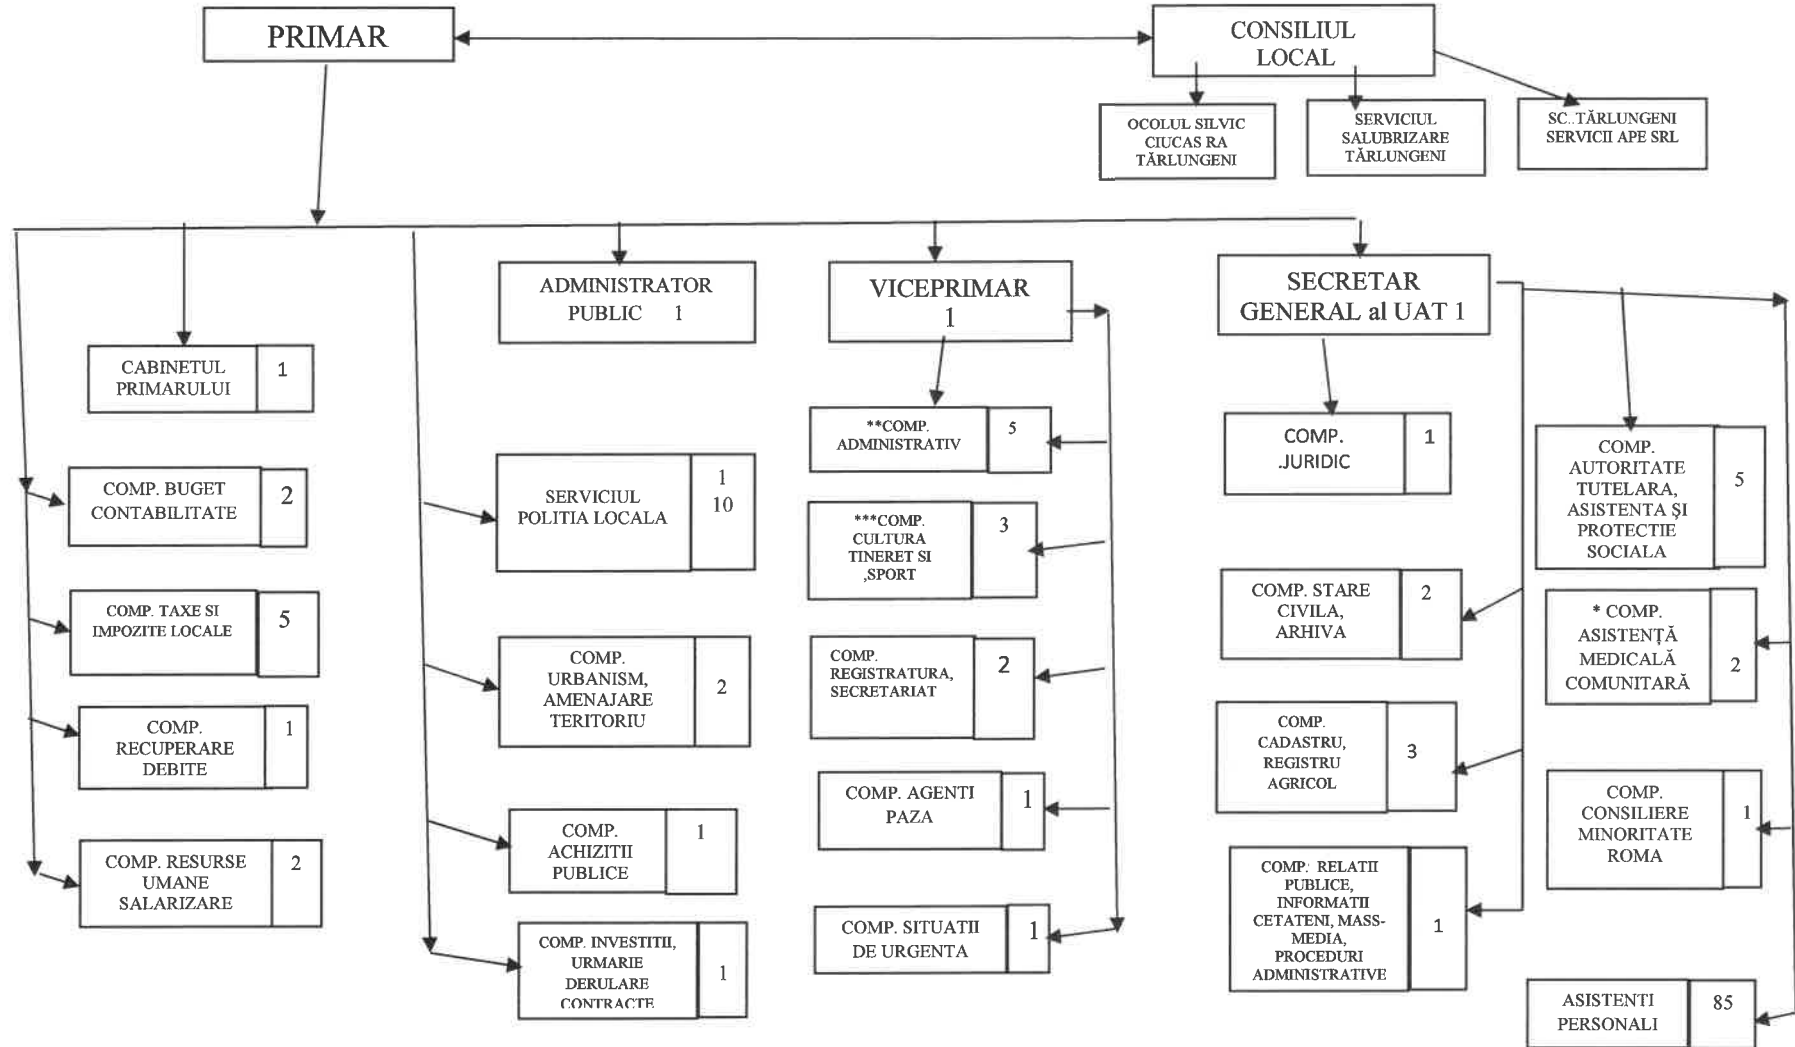 PRIMAR
CONSILIUL
LOCAL
OCOLUL SILVIC
CIUCAS RA
TĂRLUNGENI
SERVICIUL
SALUBRIZARE
TĂRLUNGENI
SC..TĂRLUNGENI
SERVICII APE SRL
ADMINISTRATOR
PUBLIC 1
VICEPRIMAR
1
SECRETAR
GENERAL al UAT 1
CABINETUL
PRIMARULUI
1
COMP. BUGET
CONTABILITATE
2
COMP. TAXE SI
IMPOZITE LOCALE
5
COMP.
RECUPERARE
DEBITE
1
COMP. RESURSE
UMANE
SALARIZARE
2
SERVICIUL
POLITIA LOCALA
1
10
COMP.
URBANISM,
AMENAJARE
TERITORIU
2
COMP.
ACHIZITII
PUBLICE
1
COMP. INVESTITII,
URMARIE
DERULARE
CONTRACTE
1
**COMP.
ADMINISTRATIV
5
***COMP.
CULTURA
TINERET SI
,SPORT
3
COMP.
REGISTRATURA,
SECRETARIAT
2
COMP. AGENTI
PAZA
1
COMP. SITUATII
DE URGENTA
1
COMP.
.JURIDIC
1
COMP. STARE
CIVILA,
ARHIVA
2
COMP.
CADASTRU,
REGISTRU
AGRICOL
3
COMP. RELATII
PUBLICE,
INFORMATII
CETATENI, MASS-
MEDIA,
PROCEDURI
ADMINISTRATIVE
1
COMP.
AUTORITATE
TUTELARA,
ASISTENTA ŞI
PROTECTIE
SOCIALA
5
* COMP.
ASISTENŢĂ
MEDICALĂ
COMUNITARĂ
2
COMP.
CONSILIERE
MINORITATE
ROMA
1
ASISTENTI
PERSONALI
85